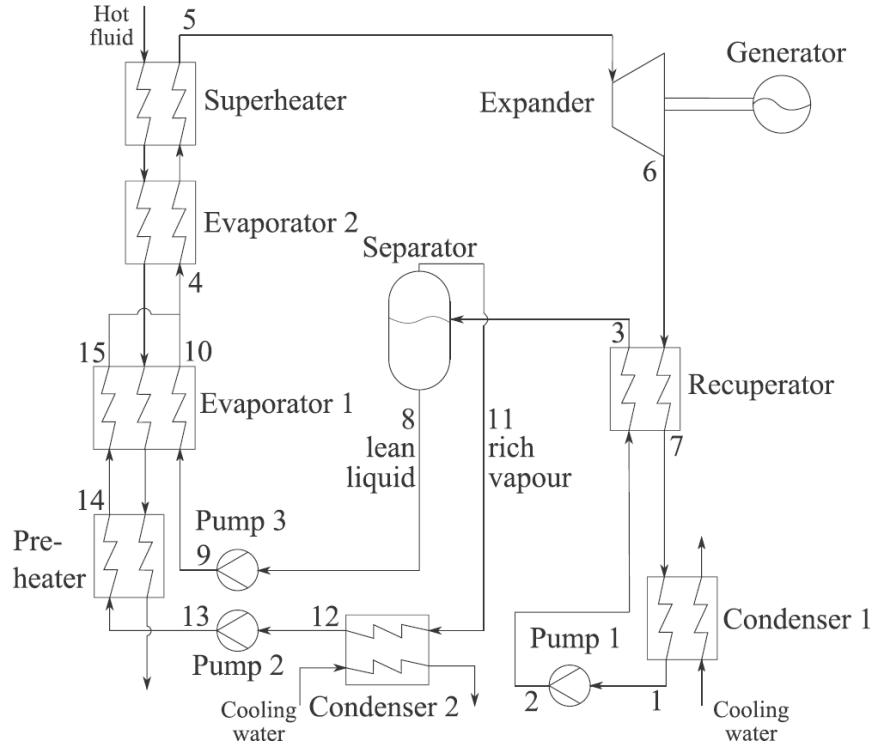 Hot
fluid
5
Superheater
Expander
Generator
6
Evaporator 2
4
Separator
15
10
3
Evaporator 1
Recuperator
8
lean
liquid
11
rich
vapour
7
14
Pre-
heater
Pump 3
9
13
Pump 2
12
Condenser 2
Cooling
water
Pump 1
2
1
Condenser 1
Cooling
water